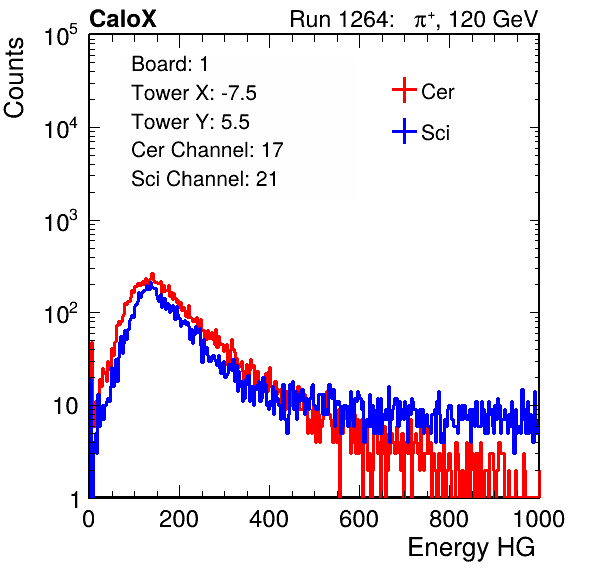 CaloX Run 1264: π⁺, 120 GeV
Counts
Board: 1
Tower X: -7.5
Tower Y: 5.5
Cer Channel: 17
Sci Channel: 21
Cer
Sci
10⁵
10⁴
10³
10²
10
1
0 200 400 600 800 1000
Energy HG